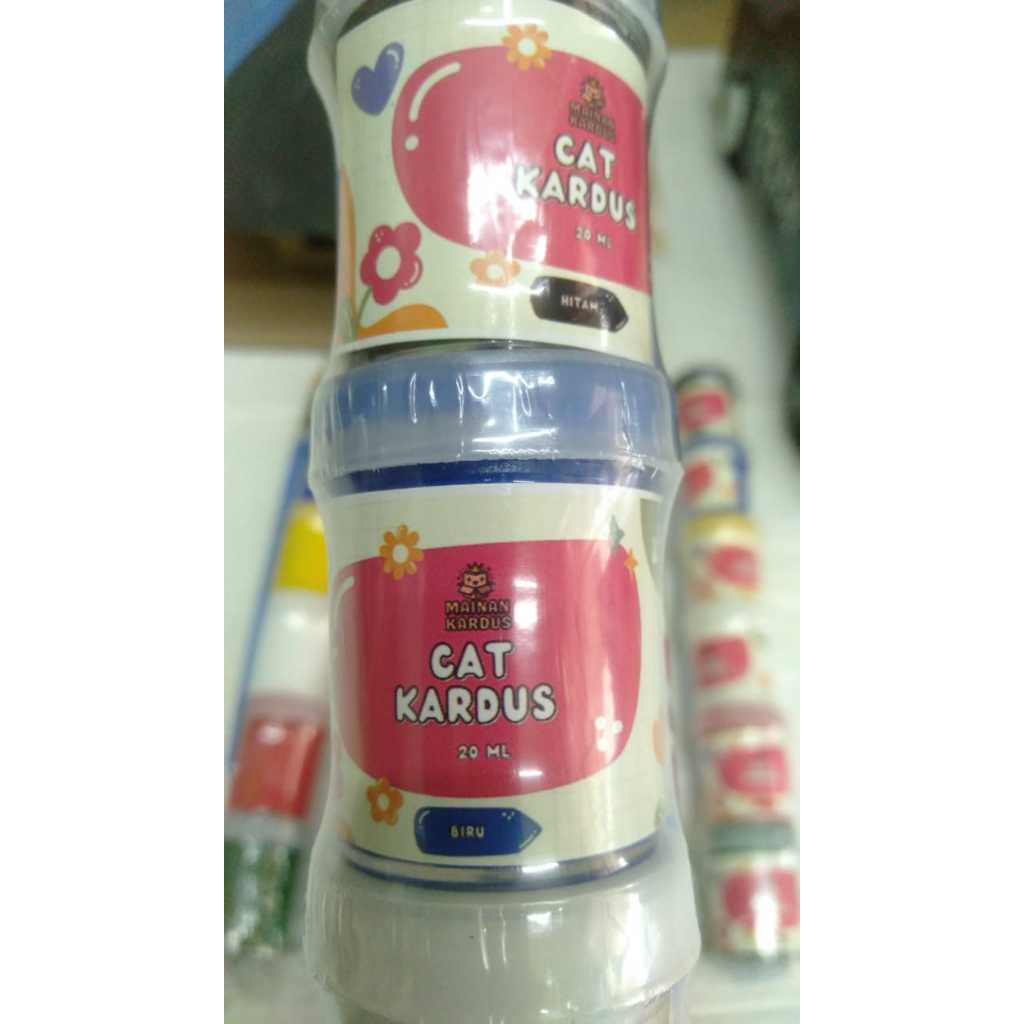 MAINAN
KARDUS
CAT
KARDUS
20 ML
HITAM
MAINAN
KARDUS
CAT
KARDUS
20 ML
BIRU